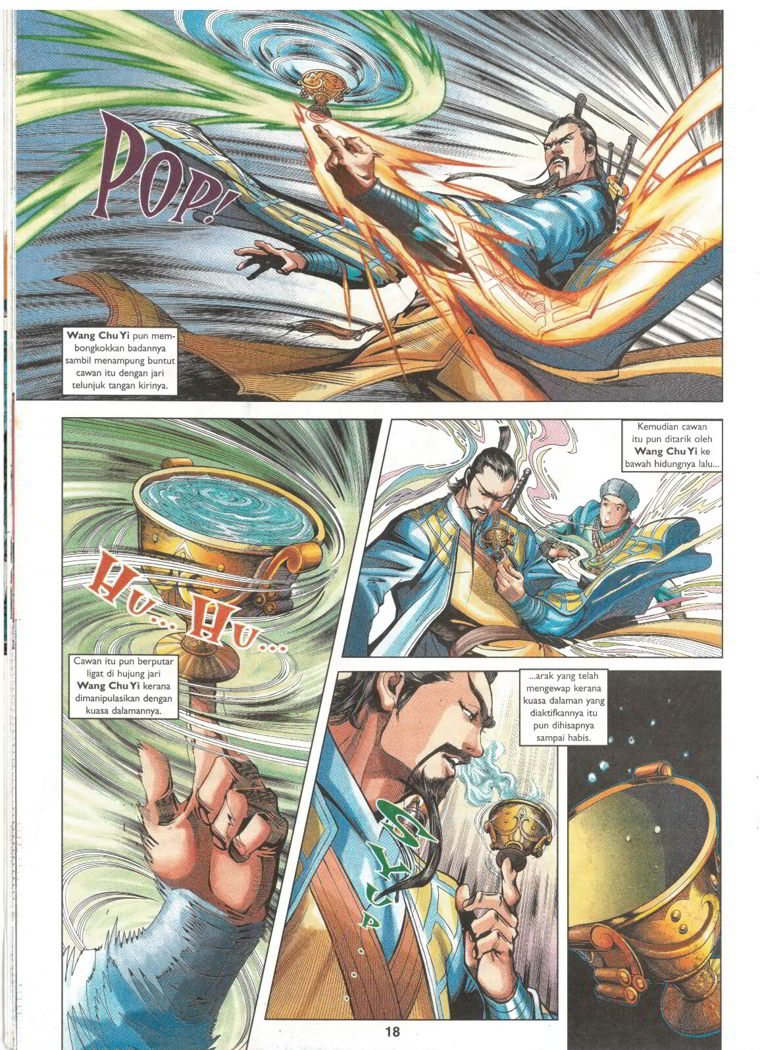 POP!
Wang Chu Yi pun mem-
bongkokkan badannya
sambil menampung buntut
cawan itu dengan jari
telunjuk tangan kirinya.
Kemudian cawan
itu pun ditarik oleh
Wang Chu Yi ke
bawah hidungnya lalu...
HU... HU...
Cawan itu pun berputar
ligat di hujung jari
Wang Chu Yi kerana
dimanipulasikan dengan
kuasa dalamannya.
...arak yang telah
mengewap kerana
kuasa dalaman yang
diaktifkannya itu
pun dihisapnya
sampai habis.
SYUP...
18